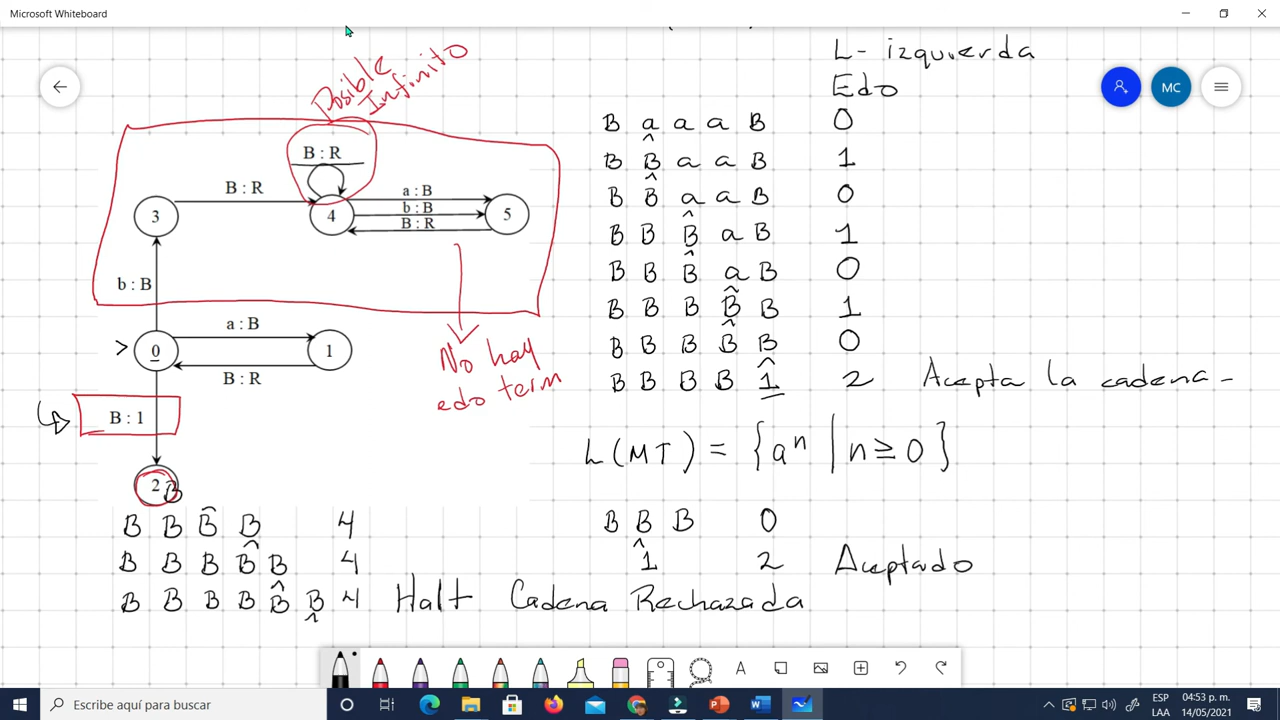 Microsoft Whiteboard
L- izquierda
Edo
Posible
Infinito
B a a a B 0
B B a a B 1
B B a a B 0
B B B a B 1
B B B a B 0
B B B B B 1
B B B B B 0
B B B B 1 2 Acepta la cadena -
B : R
B : R
3
4
5
a : B
b : B
B : R
b : B
a : B
> 0
1
B : R
No hay
edo term
B : 1
2 B
L(MT) = {aⁿ | n ≥ 0}
B B B B 4
B B B B B 4
B B B B B B 4 Halt Cadena Rechazada
B B B 0
1 2 Aceptado
MC
A
Escribe aquí para buscar
ESP
LAA
04:53 p. m.
14/05/2021